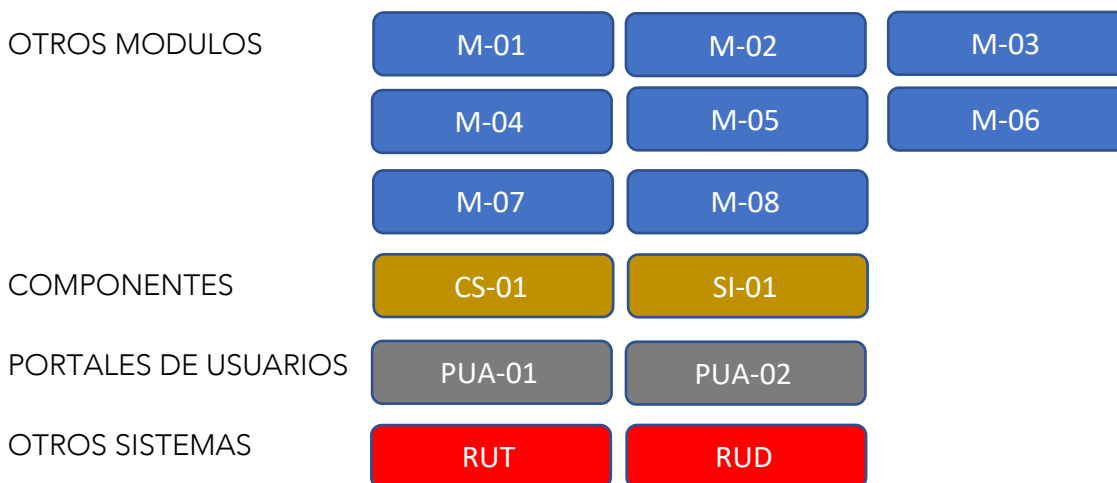 OTROS MODULOS M-01 M-02 M-03
M-04 M-05 M-06
M-07 M-08
COMPONENTES CS-01 SI-01
PORTALES DE USUARIOS PUA-01 PUA-02
OTROS SISTEMAS RUT RUD